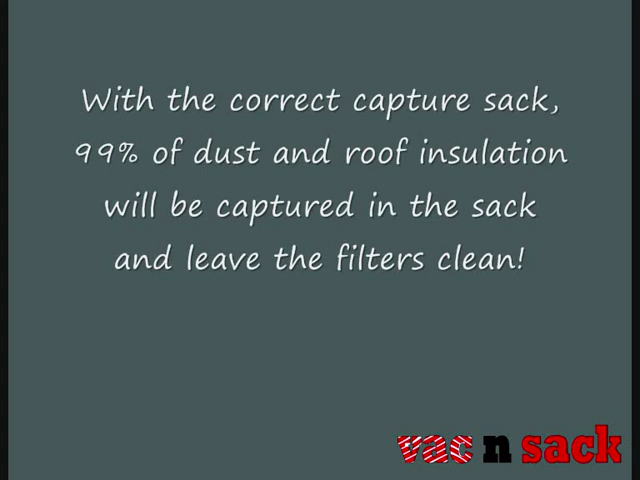 With the correct capture sack,
99% of dust and roof insulation
will be captured in the sack
and leave the filters clean!
vac n sack